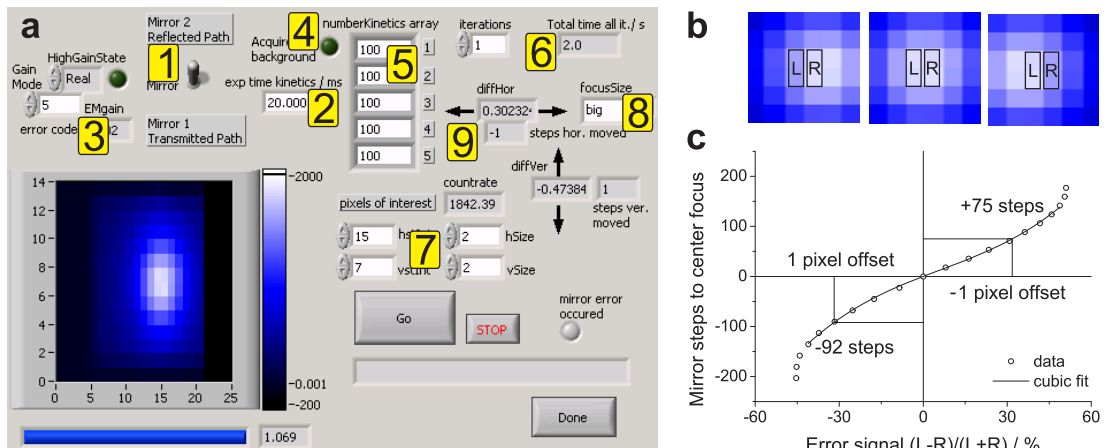 a
Mirror 2
Reflected Path
1
Mirror
Mirror 1
Transmitted Path
HighGainState
Gain
Mode
Real
5
EMgain
error code
3
4
Acquire
background
exp time kinetics / ms
20.000
2
numberKinetics array
100
1
5
100
2
100
3
100
4
100
5
iterations
1
Total time all it./ s
6
2.0
diffHor
0.30232
-1
steps hor. moved
9
focusSize
big
8
diffVer
-0.47384
1
steps ver.
moved
countrate
pixels of interest
1842.39
15
2
hSize
7
7
2
vSize
Go
STOP
mirror error
occured
Done
14
12
10
8
6
4
2
0
0
5
10
15
20
25
2000
-0.001
-200
1.069
b
L
R
L
R
L
R
c
Mirror steps to center focus
200
100
0
-100
-200
+75 steps
1 pixel offset
-1 pixel offset
-92 steps
data
cubic fit
-60
-30
0
30
60
Error signal (L-R)/(L+R) / %